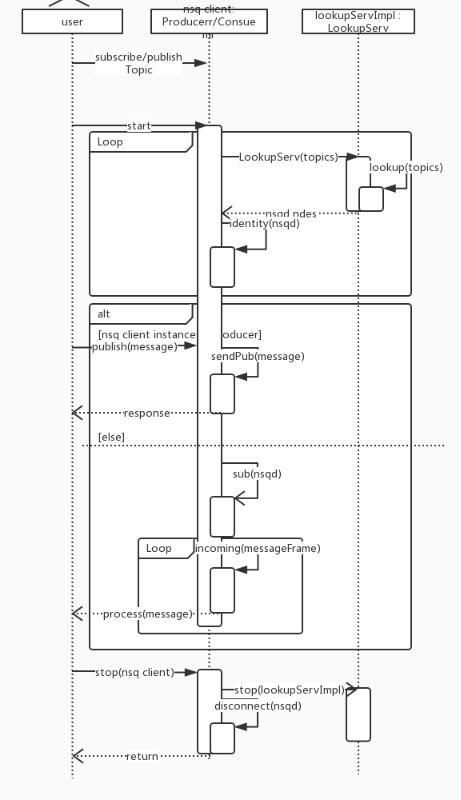 user
nsq client:
Producerr/Consue
lookupServImpl :
LookupServ
subscribe/publish
Topic
start
Loop
LookupServ(topics)
lookup(topics)
nsqd ndes
identity(nsqd)
alt
[nsq client instance oducer]
publish(message)
sendPub(message)
response
[else]
sub(nsqd)
Loop
incoming(messageFrame)
process(message)
stop(nsq client)
stop(lookupServImpl)
disconnect(nsqd)
return